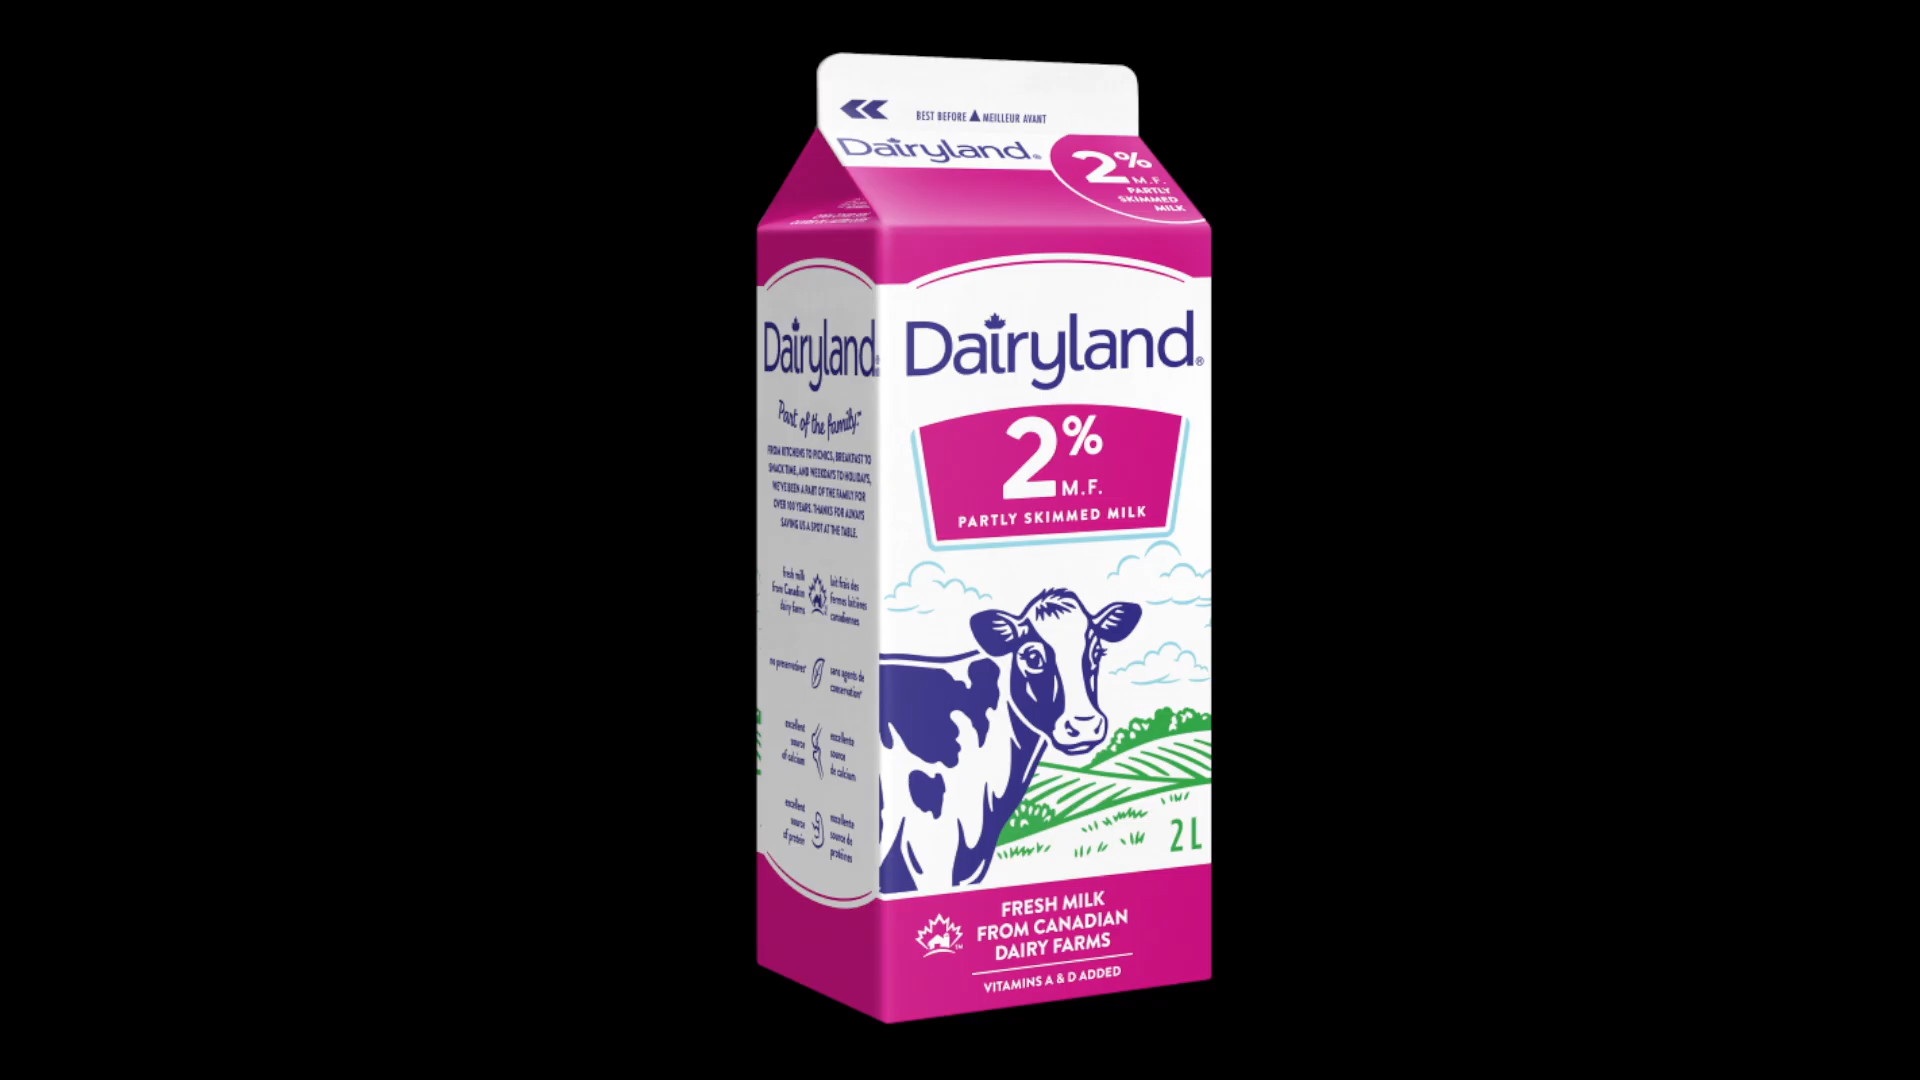 BEST BEFORE ▲ MEILLEUR AVANT
Dairyland®
2%
M.F.
PARTLY
SKIMMED
MILK
Dairyland®
2%
M.F.
PARTLY SKIMMED MILK
2L
FRESH MILK
FROM CANADIAN
DAIRY FARMS
VITAMINS A & D ADDED
Dairyland®
Part of the family™
FROM KITCHENS TO PICNICS, BREAKFAST TO
SNACK TIME, AND WEEKDAYS TO HOLIDAYS,
WE'VE BEEN A PART OF THE FAMILY FOR
OVER 100 YEARS. THANKS FOR ALWAYS
SAVING US A SPOT AT THE TABLE.
fresh milk
from Canadian
dairy farms
lait frais des
fermes laitières
canadiennes
no preservatives*
sans agents de
conservation*
excellent
source
of calcium
excellente
source
de calcium
excellent
source
of protein
excellente
source de
protéines